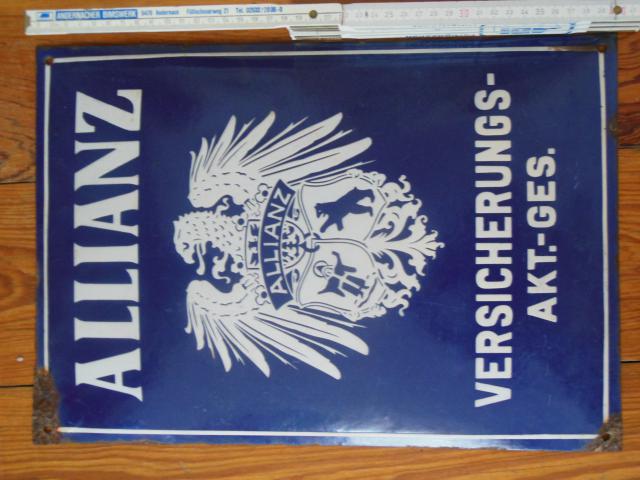 ALLIANZ
ALLIANZ
VERSICHERUNGS-
AKT.-GES.
ANDERNACHER BIMSWERK